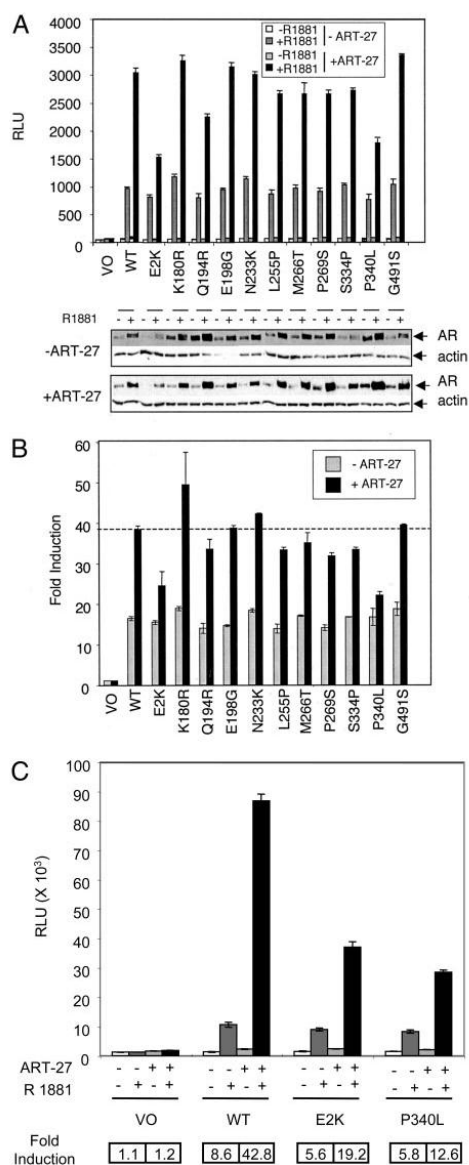 A
-R1881
+R1881
- ART-27
-R1881
+R1881
+ART-27
4000
3500
3000
2500
2000
1500
1000
500
0
RLU
VO
WT
E2K
K180R
Q194R
E198G
N233K
L255P
M266T
P269S
S334P
P340L
G491S
R1881 - + - + - + - + - + - + - + - + - + - + - +
-ART-27
AR
actin
+ART-27
AR
actin
B
- ART-27
+ ART-27
60
50
40
30
20
10
0
Fold Induction
VO
WT
E2K
K180R
Q194R
E198G
N233K
L255P
M266T
P269S
S334P
P340L
G491S
C
100
90
80
70
60
50
40
30
20
10
0
RLU (X 10³)
ART-27 - - + + - - + + - - + + - - + +
R 1881 - + - + - + - + - + - + - + - +
VO WT E2K P340L
Fold Induction
1.1 1.2 8.6 42.8 5.6 19.2 5.8 12.6